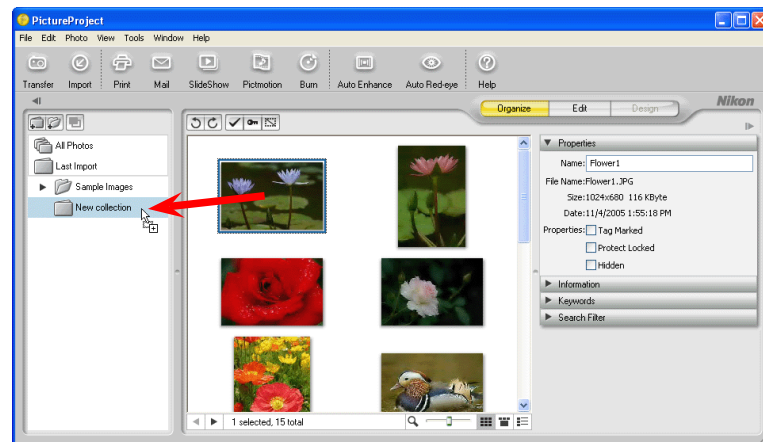 PictureProject
File Edit Photo View Tools Window Help
Transfer Import Print Mail SlideShow Pictmotion Burn Auto Enhance Auto Red-eye Help
Organize Edit Design Nikon
All Photos
Last Import
Sample Images
New collection
Properties
Name: Flower1
File Name:Flower1.JPG
Size:1024x680 116 KByte
Date:11/4/2005 1:55:18 PM
Properties: Tag Marked
Protect Locked
Hidden
Information
Keywords
Search Filter
1 selected, 15 total